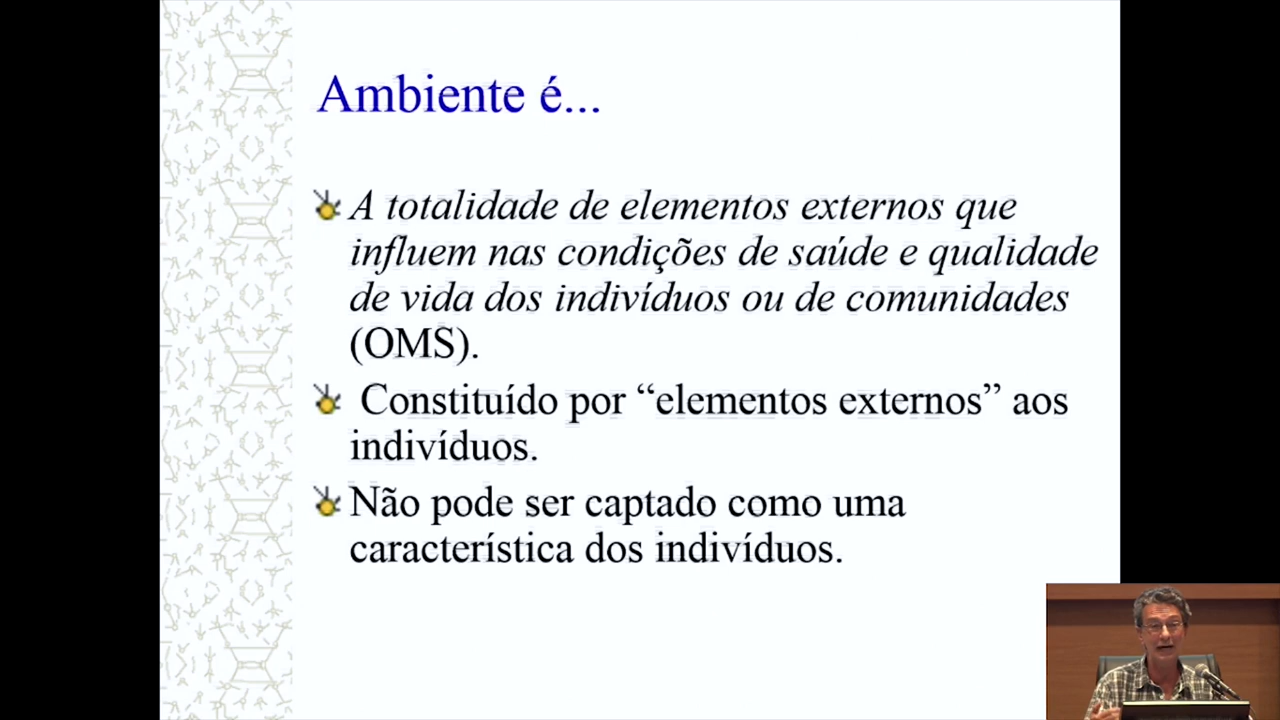 Ambiente é...
A totalidade de elementos externos que
influem nas condições de saúde e qualidade
de vida dos indivíduos ou de comunidades
(OMS).
Constituído por “elementos externos” aos
indivíduos.
Não pode ser captado como uma
característica dos indivíduos.